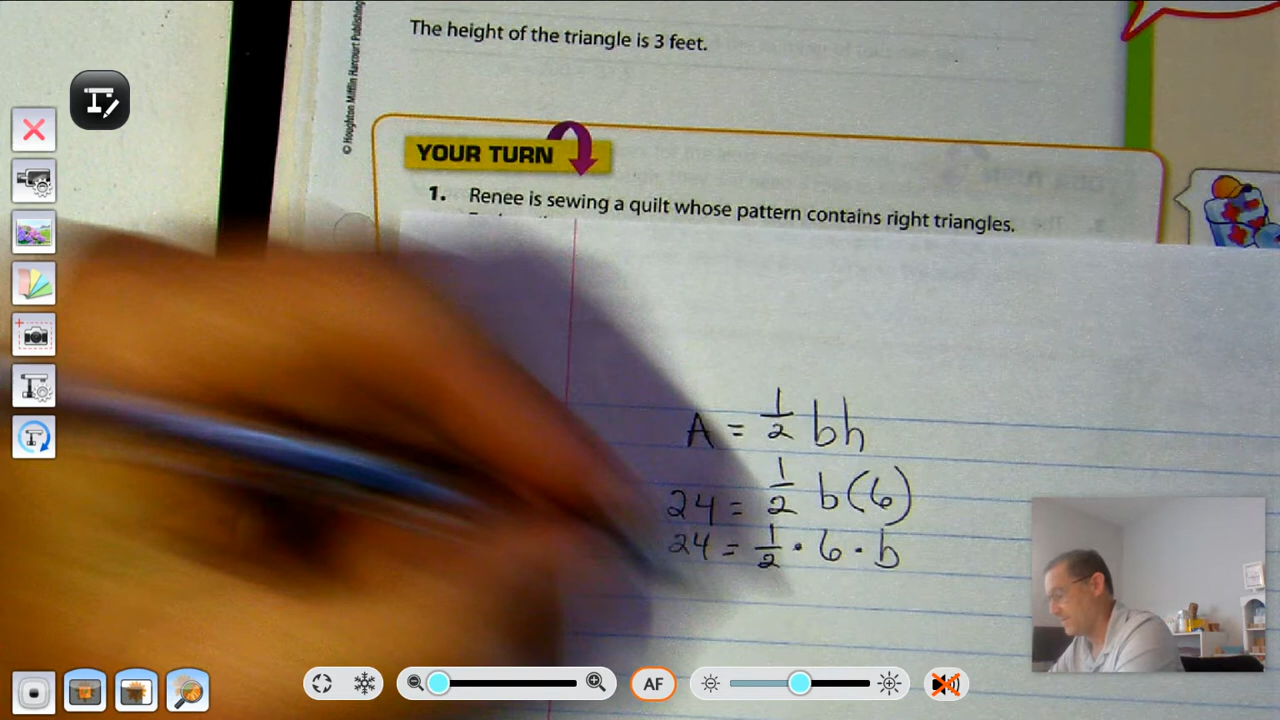 The height of the triangle is 3 feet.
© Houghton Mifflin Harcourt Publishing
YOUR TURN
1. Renee is sewing a quilt whose pattern contains right triangles.
A = 1/2 bh
24 = 1/2 b(6)
24 = 1/2 · 6 · b
AF